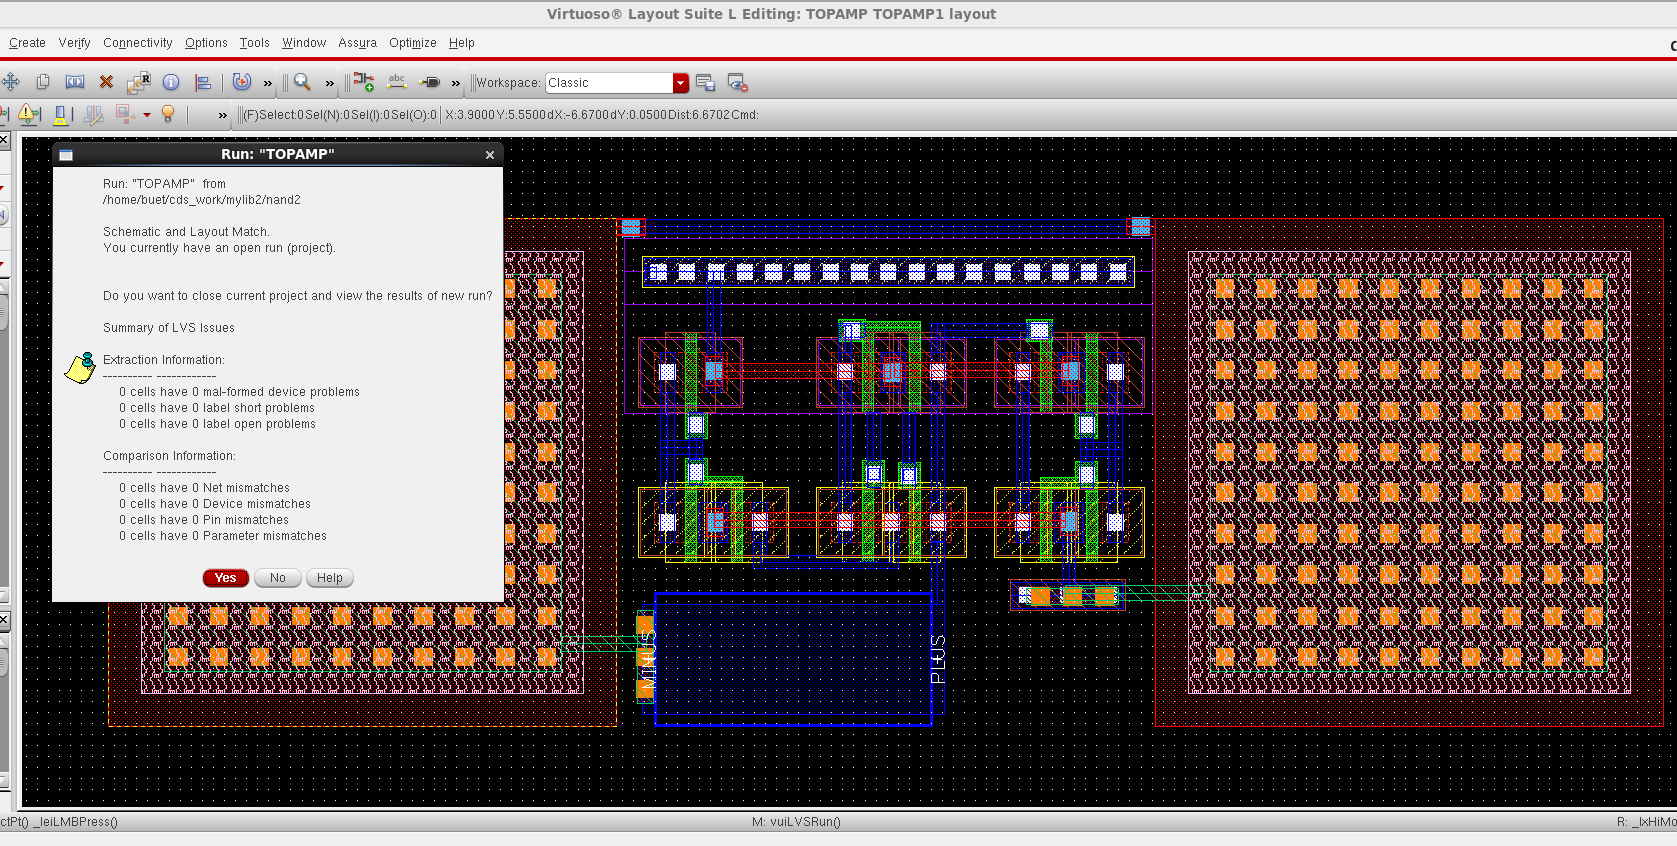 Virtuoso® Layout Suite L Editing: TOPAMP TOPAMP1 layout
Create Verify Connectivity Options Tools Window Assura Optimize Help
R
abc
Workspace: Classic
(F)Select:0 Sel(N):0 Sel(I):0 Sel(O):0 X:3.9000 Y:5.5500 dX:-6.6700 dY:0.0500 Dist:6.6702 Cmd:
Run: "TOPAMP"
Run: "TOPAMP" from
/home/buet/cds_work/mylib2/nand2
Schematic and Layout Match.
You currently have an open run (project).
Do you want to close current project and view the results of new run?
Summary of LVS Issues
Extraction Information:
---------- ------------
0 cells have 0 mal-formed device problems
0 cells have 0 label short problems
0 cells have 0 label open problems
Comparison Information:
---------- ------------
0 cells have 0 Net mismatches
0 cells have 0 Device mismatches
0 cells have 0 Pin mismatches
0 cells have 0 Parameter mismatches
Yes No Help
MINUS
PLUS
ctPt() _leiLMBPress()
M: vuiLVSRun()
R: _lxHiMo